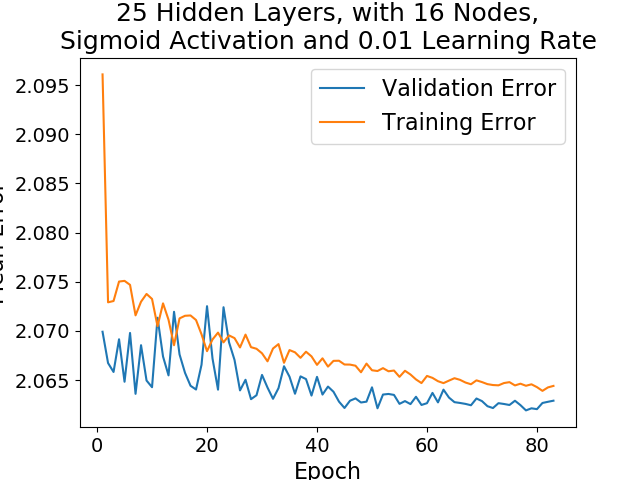 25 Hidden Layers, with 16 Nodes,
Sigmoid Activation and 0.01 Learning Rate
Validation Error
Training Error
2.095
2.090
2.085
2.080
2.075
2.070
2.065
0
20
40
60
80
Epoch